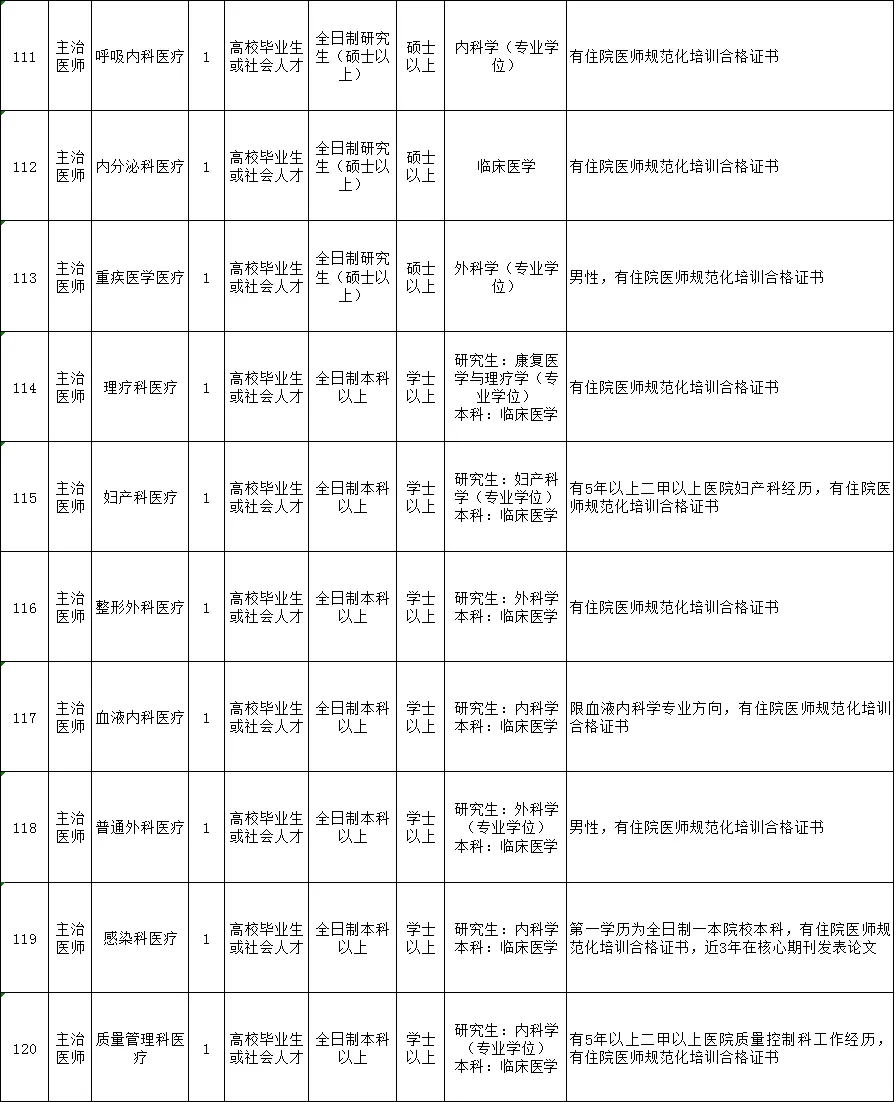 111
主治
医师
呼吸内科医疗
1
高校毕业生
或社会人才
全日制研究
生（硕士以
上）
硕士
以上
内科学（专业学
位）
有住院医师规范化培训合格证书
112
主治
医师
内分泌科医疗
1
高校毕业生
或社会人才
全日制研究
生（硕士以
上）
硕士
以上
临床医学
有住院医师规范化培训合格证书
113
主治
医师
重疾医学医疗
1
高校毕业生
或社会人才
全日制研究
生（硕士以
上）
硕士
以上
外科学（专业学
位）
男性，有住院医师规范化培训合格证书
114
主治
医师
理疗科医疗
1
高校毕业生
或社会人才
全日制本科
以上
学士
以上
研究生：康复医
学与理疗学（专
业学位）
本科：临床医学
有住院医师规范化培训合格证书
115
主治
医师
妇产科医疗
1
高校毕业生
或社会人才
全日制本科
以上
学士
以上
研究生：妇产科
学（专业学位）
本科：临床医学
有5年以上二甲以上医院妇产科经历，有住院医
师规范化培训合格证书
116
主治
医师
整形外科医疗
1
高校毕业生
或社会人才
全日制本科
以上
学士
以上
研究生：外科学
本科：临床医学
有住院医师规范化培训合格证书
117
主治
医师
血液内科医疗
1
高校毕业生
或社会人才
全日制本科
以上
学士
以上
研究生：内科学
本科：临床医学
限血液内科学专业方向，有住院医师规范化培训
合格证书
118
主治
医师
普通外科医疗
1
高校毕业生
或社会人才
全日制本科
以上
学士
以上
研究生：外科学
（专业学位）
本科：临床医学
男性，有住院医师规范化培训合格证书
119
主治
医师
感染科医疗
1
高校毕业生
或社会人才
全日制本科
以上
学士
以上
研究生：内科学
本科：临床医学
第一学历为全日制一本院校本科，有住院医师规
范化培训合格证书，近3年在核心期刊发表论文
120
主治
医师
质量管理科医
疗
1
高校毕业生
或社会人才
全日制本科
以上
学士
以上
研究生：内科学
（专业学位）
本科：临床医学
有5年以上二甲以上医院质量控制科工作经历，
有住院医师规范化培训合格证书